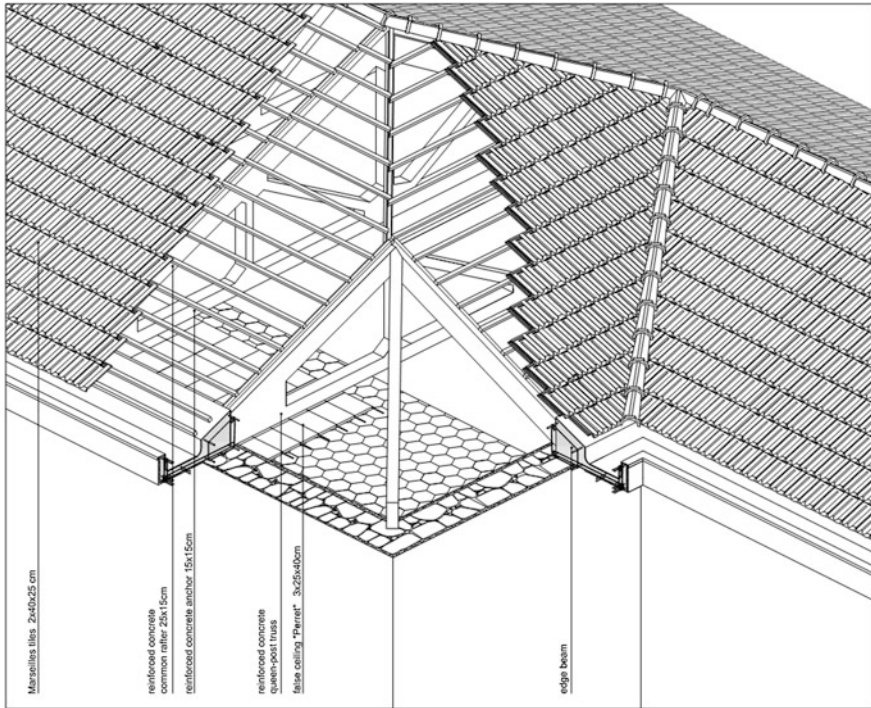 Marseilles tiles 2x40x25 cm
reinforced concrete
common rafter 25x15cm
reinforced concrete anchor 15x15cm
reinforced concrete
queen-post truss
false ceiling "Perret" 3x25x40cm
edge beam